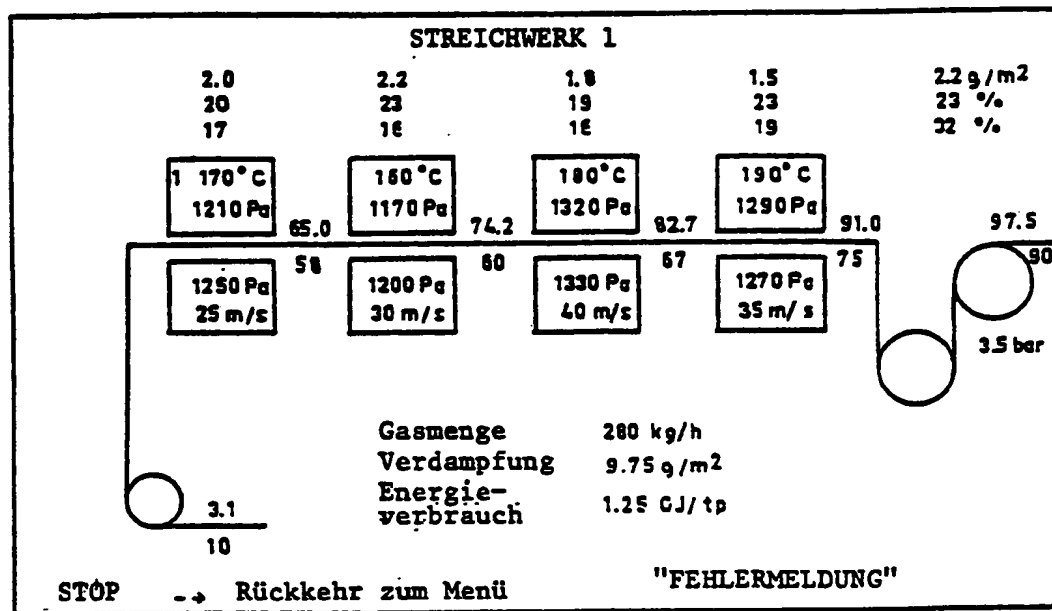 STREICHWERK 1
2.0 2.2 1.8 1.5 2.2 g/m2
20 23 19 23 23 %
17 16 16 19 32 %
1 170°C 160°C 180°C 190°C
1210 Pa 1170 Pa 1320 Pa 1290 Pa
65.0 74.2 82.7 91.0 97.5
58 60 67 75 90
1250 Pa 1200 Pa 1330 Pa 1270 Pa
25 m/s 30 m/s 40 m/s 35 m/s
3.5 bar
Gasmenge 280 kg/h
Verdampfung 9.75 g/m2
Energie-
verbrauch 1.25 GJ/tp
3.1
10
"FEHLERMELDUNG"
STOP -→ Rückkehr zum Menü